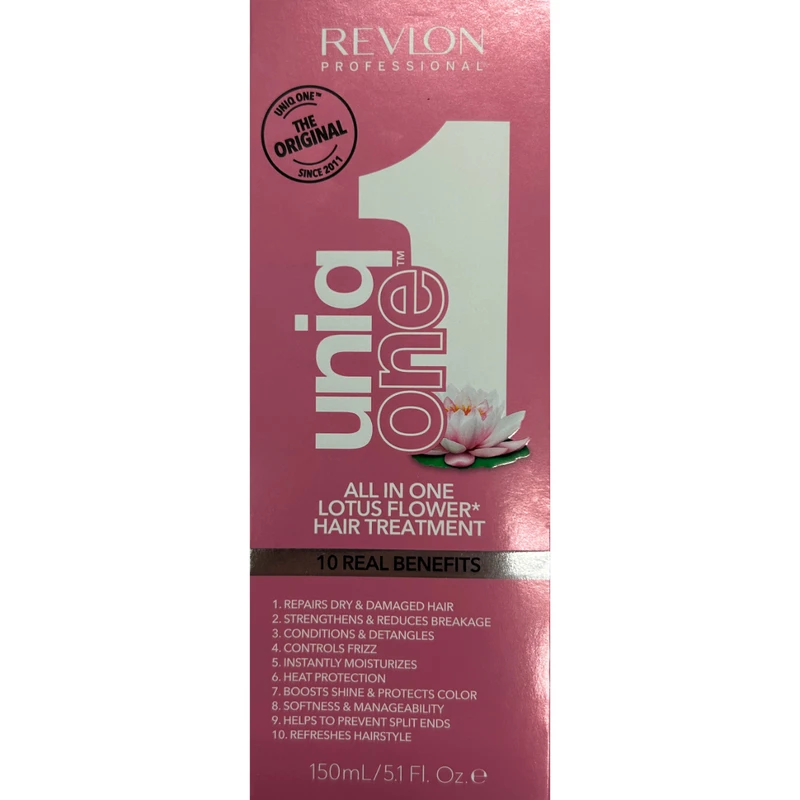 REVLON
PROFESSIONAL
UNIQ ONE™
THE
ORIGINAL
SINCE 2011
1
uniq
one™
ALL IN ONE
LOTUS FLOWER*
HAIR TREATMENT
10 REAL BENEFITS
1. REPAIRS DRY & DAMAGED HAIR
2. STRENGTHENS & REDUCES BREAKAGE
3. CONDITIONS & DETANGLES
4. CONTROLS FRIZZ
5. INSTANTLY MOISTURIZES
6. HEAT PROTECTION
7. BOOSTS SHINE & PROTECTS COLOR
8. SOFTNESS & MANAGEABILITY
9. HELPS TO PREVENT SPLIT ENDS
10. REFRESHES HAIRSTYLE
150mL/5.1 Fl. Oz.℮